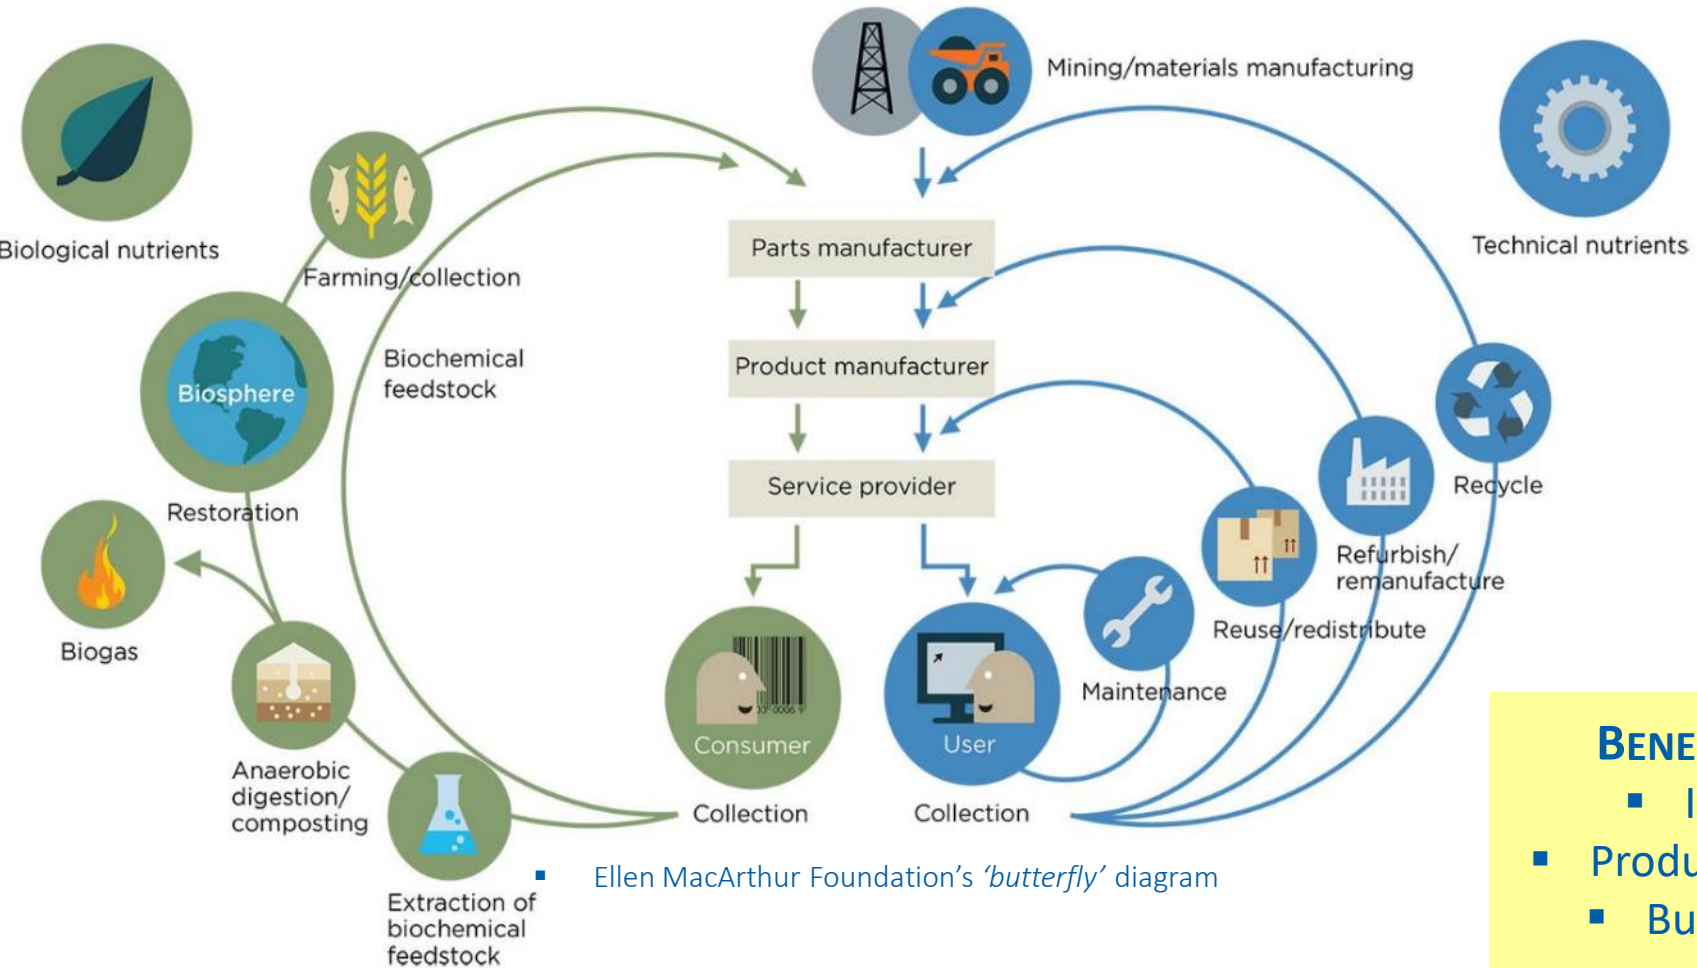 Mining/materials manufacturing
Biological nutrients
Technical nutrients
Farming/collection
Parts manufacturer
Biochemical
feedstock
Product manufacturer
Biosphere
Restoration
Service provider
Recycle
Refurbish/
remanufacture
Reuse/redistribute
Biogas
Maintenance
Consumer
User
Anaerobic
digestion/
composting
Collection
Collection
Extraction of
biochemical
feedstock
▪ Ellen MacArthur Foundation's 'butterfly' diagram
BENE
▪ I
▪ Produ
▪ Bu